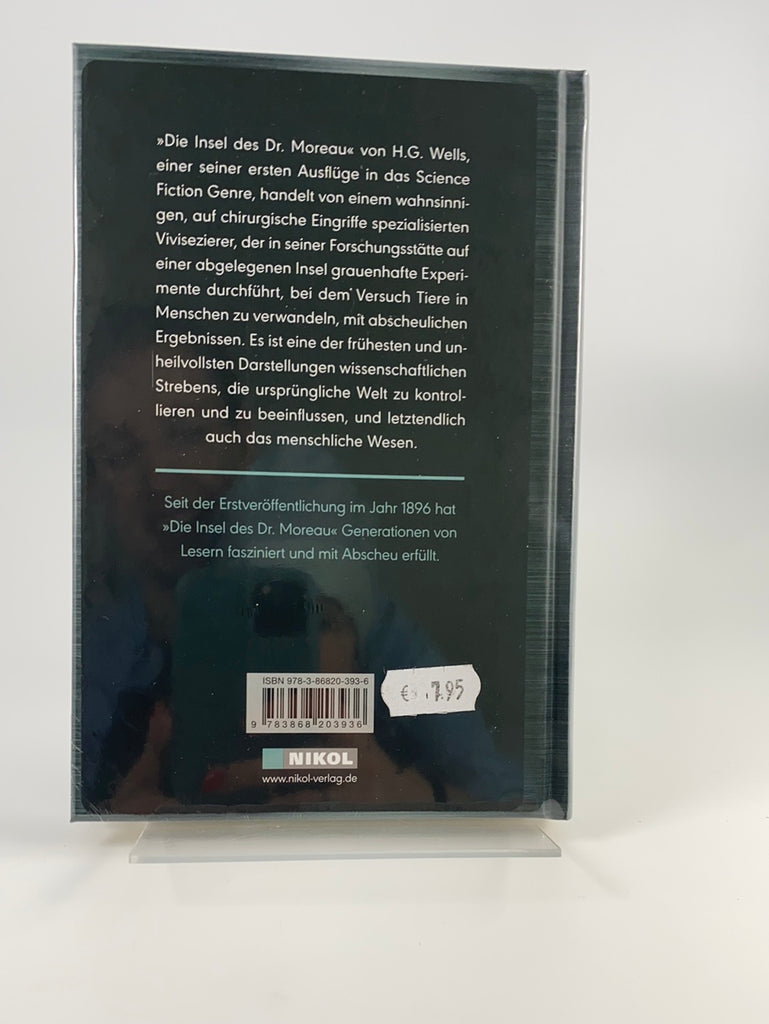 »Die Insel des Dr. Moreau« von H.G. Wells,
einer seiner ersten Ausflüge in das Science
Fiction Genre, handelt von einem wahnsinni-
gen, auf chirurgische Eingriffe spezialisierten
Vivisezierer, der in seiner Forschungsstätte auf
einer abgelegenen Insel grauenhafte Experi-
mente durchführt, bei dem Versuch Tiere in
Menschen zu verwandeln, mit abscheulichen
Ergebnissen. Es ist eine der frühesten und un-
heilvollsten Darstellungen wissenschaftlichen
Strebens, die ursprüngliche Welt zu kontrol-
lieren und zu beeinflussen, und letztendlich
auch das menschliche Wesen.
Seit der Erstveröffentlichung im Jahr 1896 hat
»Die Insel des Dr. Moreau« Generationen von
Lesern fasziniert und mit Abscheu erfüllt.
ISBN 978-3-86820-393-6
9 783868 203936
NIKOL
www.nikol-verlag.de